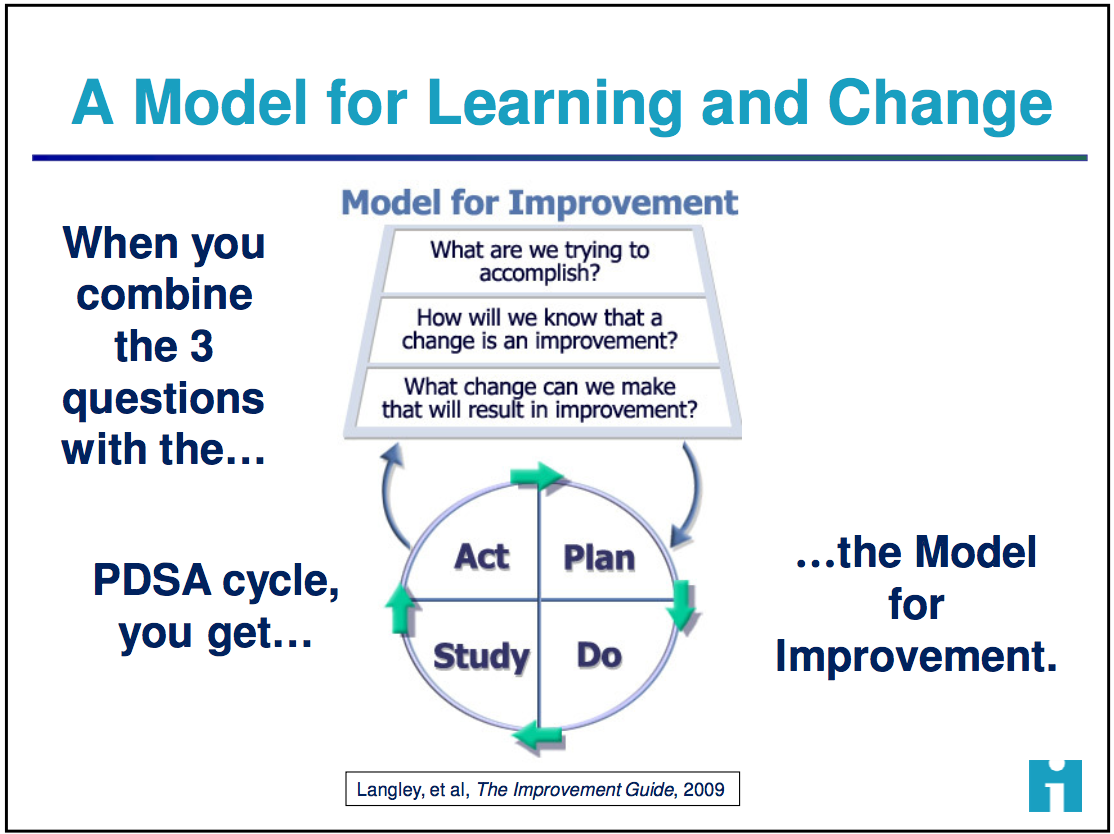 A Model for Learning and Change
When you
combine
the 3
questions
with the…
Model for Improvement
What are we trying to
accomplish?
How will we know that a
change is an improvement?
What change can we make
that will result in improvement?
PDSA cycle,
you get…
Act
Plan
Study
Do
…the Model
for
Improvement.
Langley, et al, The Improvement Guide, 2009
i